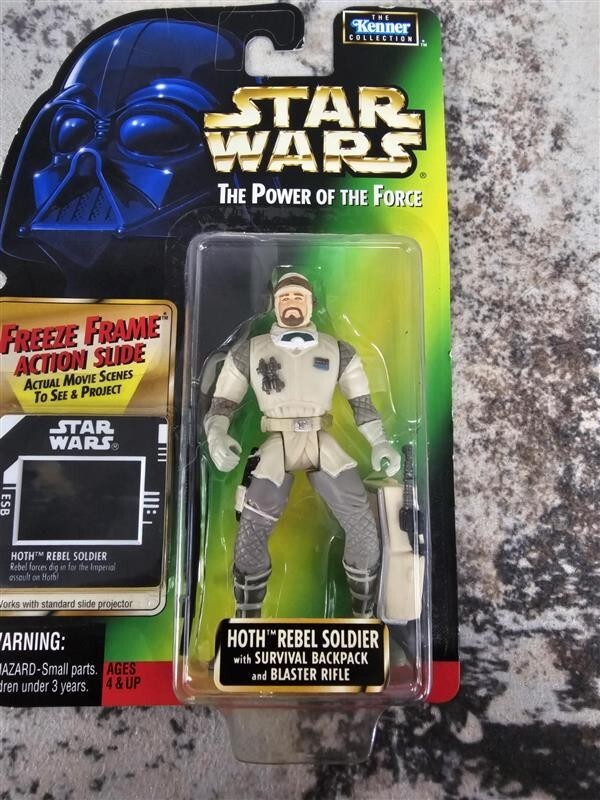 THE
Kenner
COLLECTION ™
STAR
WARS®
THE POWER OF THE FORCE
FREEZE FRAME™
ACTION SLIDE
ACTUAL MOVIE SCENES
TO SEE & PROJECT
STAR
WARS®
ESB
HOTH™ REBEL SOLDIER
Rebel forces dig in for the Imperial
assault on Hoth!
Works with standard slide projector
WARNING:
HAZARD-Small parts.
dren under 3 years.
AGES
4 & UP
HOTH™ REBEL SOLDIER
with SURVIVAL BACKPACK
and BLASTER RIFLE